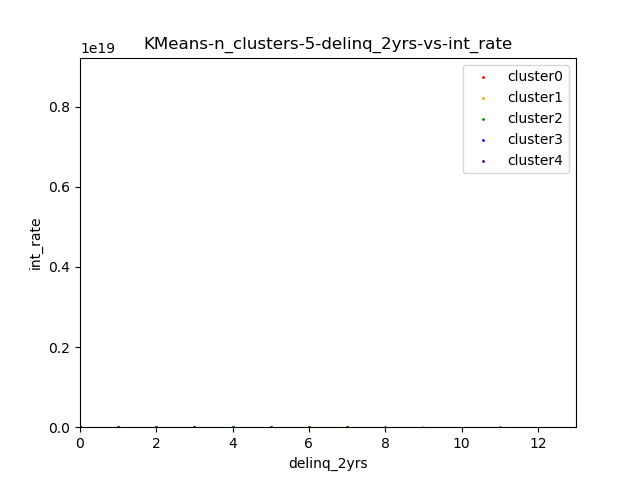 KMeans-n_clusters-5-delinq_2yrs-vs-int_rate
1e19
0.8
0.6
0.4
0.2
0.0
int_rate
0 2 4 6 8 10 12
delinq_2yrs
cluster0
cluster1
cluster2
cluster3
cluster4